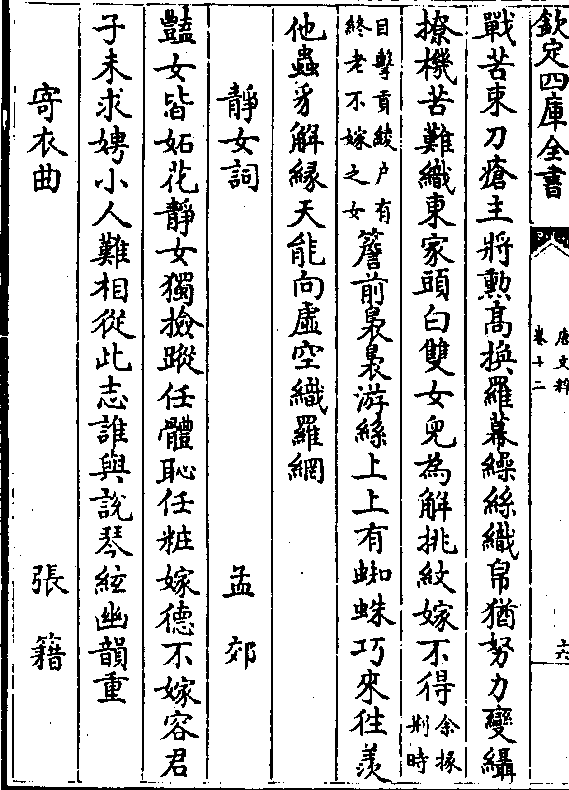 欽定四庫全書
唐文粹
卷十二
六
戰苦東刀瘡主將勲高換羅幕繰絲織帛猶努力變緝
撩機苦難織東家頭白雙女兒為解挑紋嫁不得余掾荆時
目擊貢綾户有終老不嫁之女簷前裊裊游絲上上有蜘蛛巧來往羡
他蟲豸解縁天能向虛空織羅網
靜女詞 孟郊
豔女皆妬花靜女獨撿蹤任體恥任粧嫁德不嫁容君
子未求娉小人難相從此志誰與説琴絃幽韻重
寄衣曲 張籍